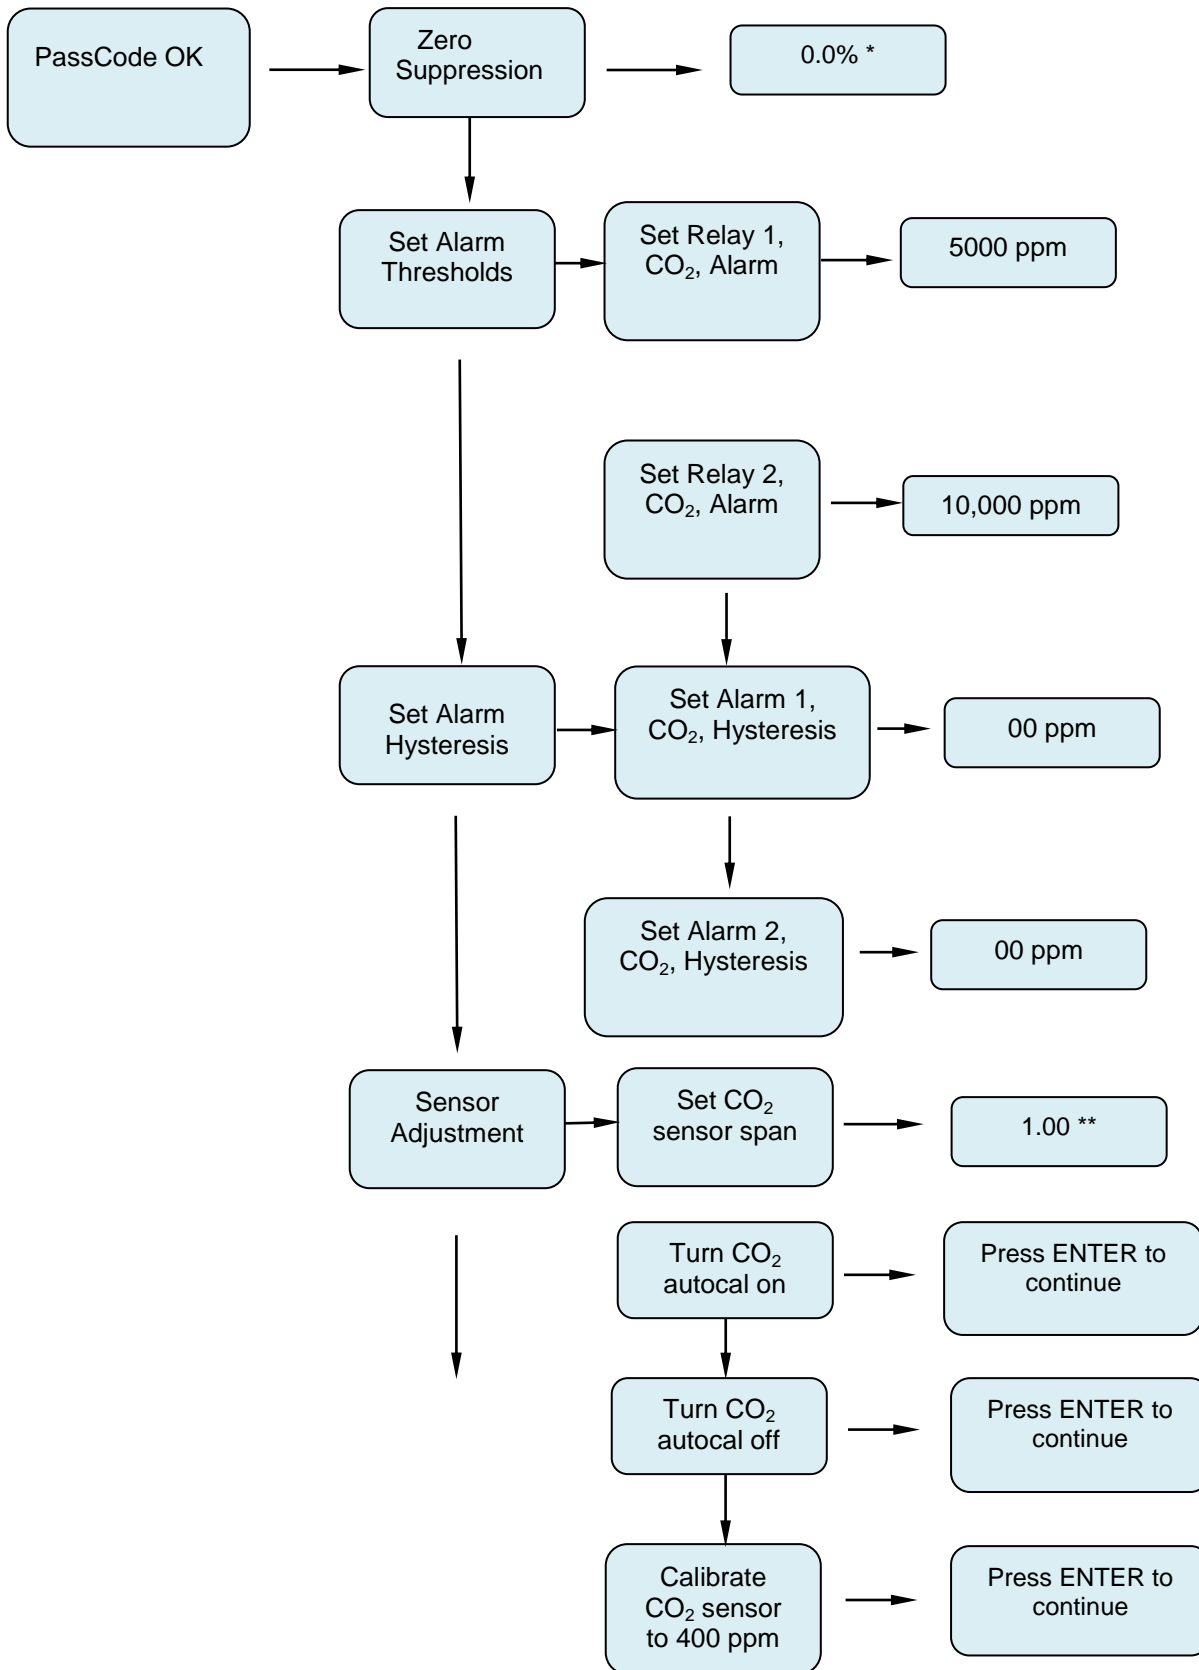 PassCode OK
Zero
Suppression
0.0% *
Set Alarm
Thresholds
Set Relay 1,
CO₂, Alarm
5000 ppm
Set Relay 2,
CO₂, Alarm
10,000 ppm
Set Alarm
Hysteresis
Set Alarm 1,
CO₂, Hysteresis
00 ppm
Set Alarm 2,
CO₂, Hysteresis
00 ppm
Sensor
Adjustment
Set CO₂
sensor span
1.00 **
Turn CO₂
autocal on
Press ENTER to
continue
Turn CO₂
autocal off
Press ENTER to
continue
Calibrate
CO₂ sensor
to 400 ppm
Press ENTER to
continue